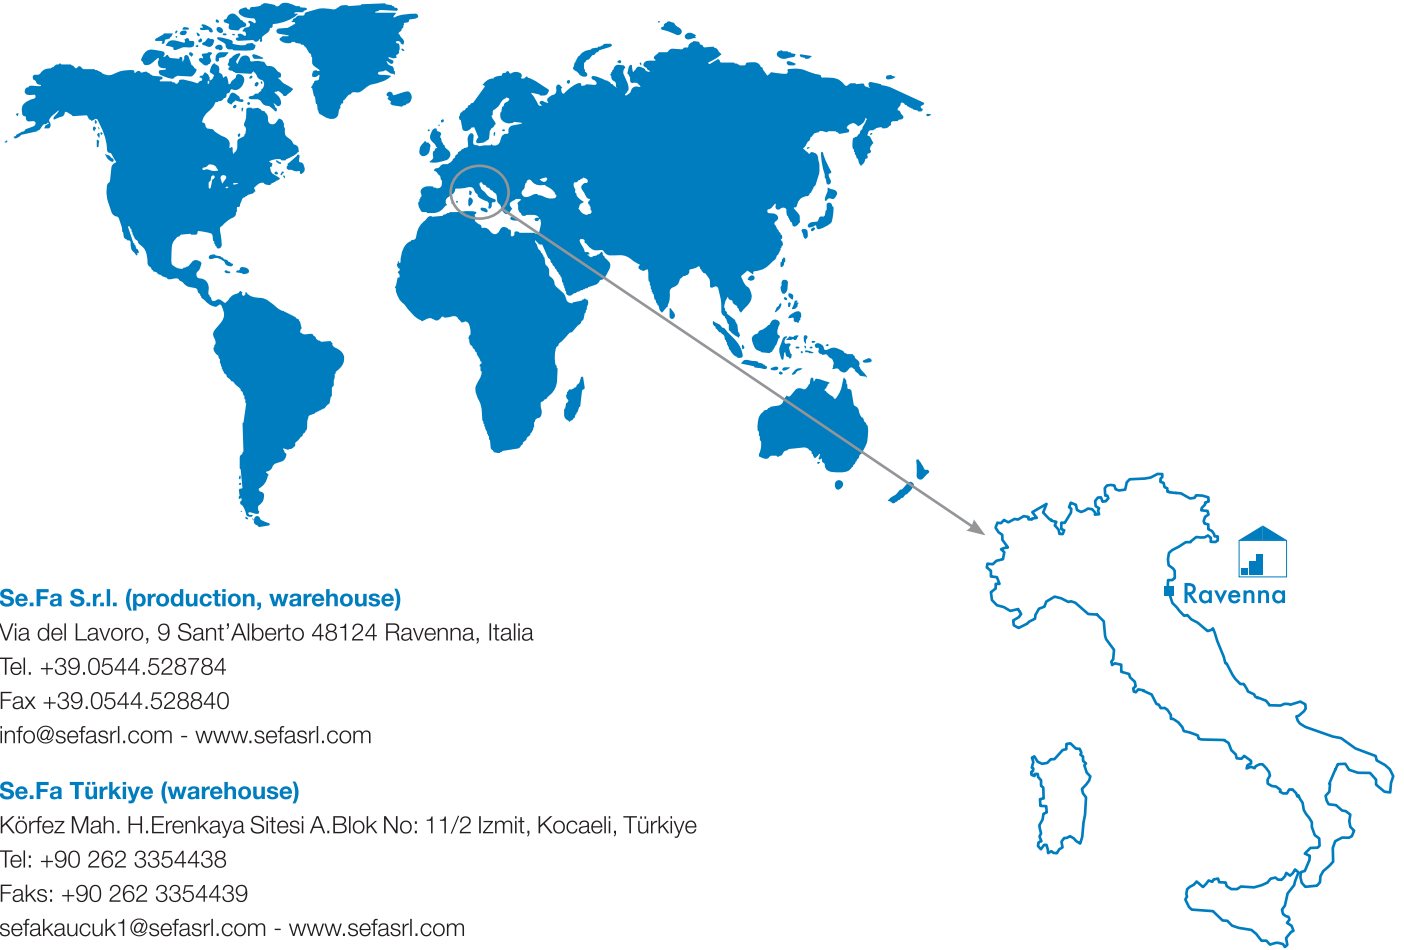 Ravenna
Se.Fa S.r.l. (production, warehouse)
Via del Lavoro, 9 Sant’Alberto 48124 Ravenna, Italia
Tel. +39.0544.528784
Fax +39.0544.528840
info@sefasrl.com - www.sefasrl.com
Se.Fa Türkiye (warehouse)
Körfez Mah. H.Erenkaya Sitesi A.Blok No: 11/2 Izmit, Kocaeli, Türkiye
Tel: +90 262 3354438
Faks: +90 262 3354439
sefakaucuk1@sefasrl.com - www.sefasrl.com